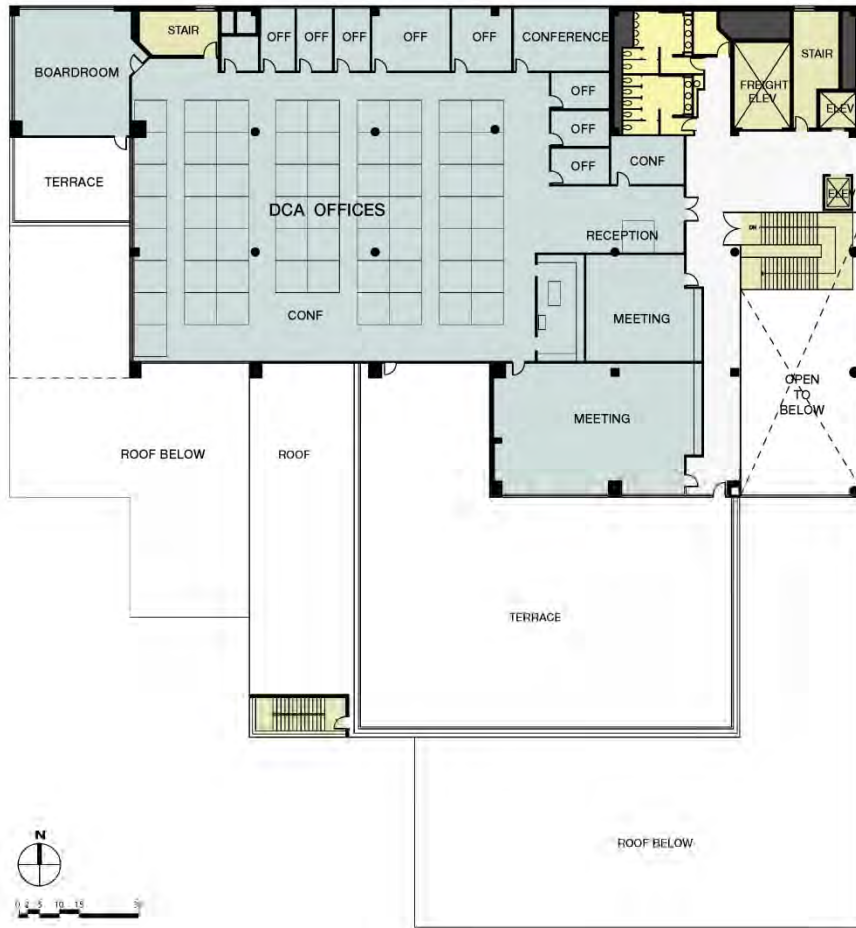 STAIR
OFF
OFF
OFF
OFF
OFF
CONFERENCE
STAIR
BOARDROOM
FREIGHT
ELEV
OFF
ELEV
OFF
OFF
CONF
TERRACE
ELEV
DCA OFFICES
DN
RECEPTION
CONF
MEETING
OPEN
TO
BELOW
MEETING
ROOF BELOW
ROOF
TERRACE
N
ROOF BELOW
0 2 5 10 15 30